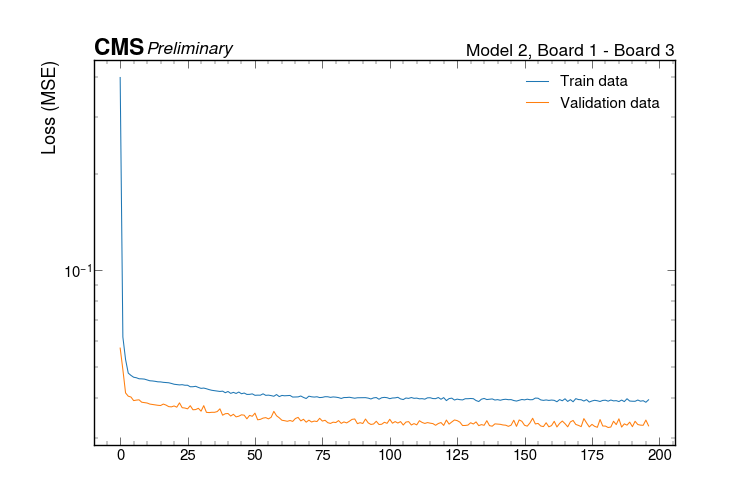 CMS Preliminary
Model 2, Board 1 - Board 3
Loss (MSE)
Train data
Validation data
10⁻¹
0 25 50 75 100 125 150 175 200